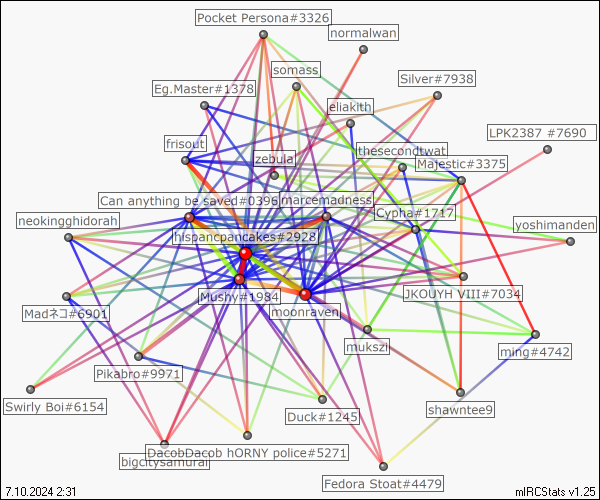 Pocket Persona#3326
normalwan
somass
Silver#7938
Eg.Master#1378
eliakith
LPK2387 #7690
frisout
thesecondtwat
zebula
Majestic#3375
Can anything be saved#0396
marcemadness
Cypha#1717
neokingghidorah
yoshimanden
hispancpancakes#2928
Mushy#1984
JKOUYH VIII#7034
Madネコ#6901
moonraven
mukszi
ming#4742
Pikabro#9971
Swirly Boi#6154
shawntee9
Duck#1245
DacobDacob hORNY police#5271
bigcitysamurai
Fedora Stoat#4479
7.10.2024 2:31
mIRCStats v1.25